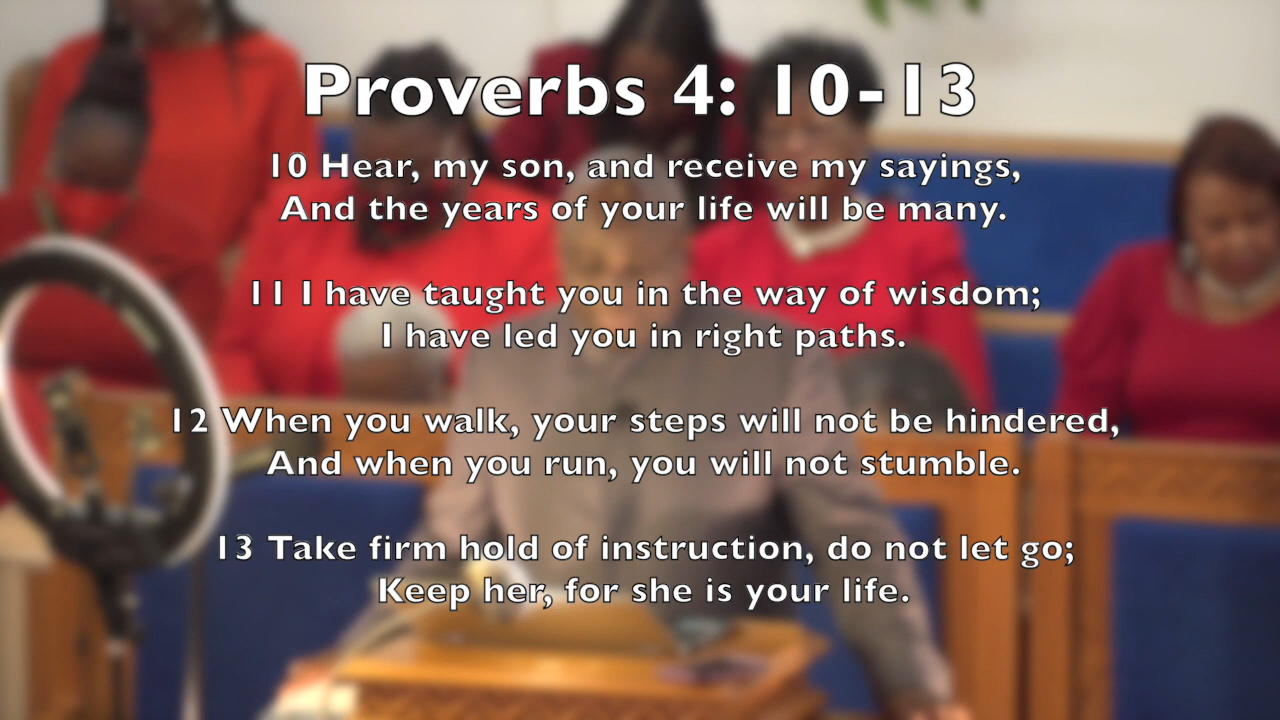 Proverbs 4: 10-13
10 Hear, my son, and receive my sayings,
And the years of your life will be many.
11 I have taught you in the way of wisdom;
I have led you in right paths.
12 When you walk, your steps will not be hindered,
And when you run, you will not stumble.
13 Take firm hold of instruction, do not let go;
Keep her, for she is your life.